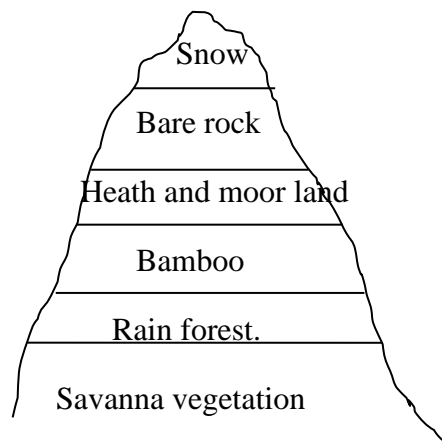 Snow
Bare rock
Heath and moor land
Bamboo
Rain forest.
Savanna vegetation